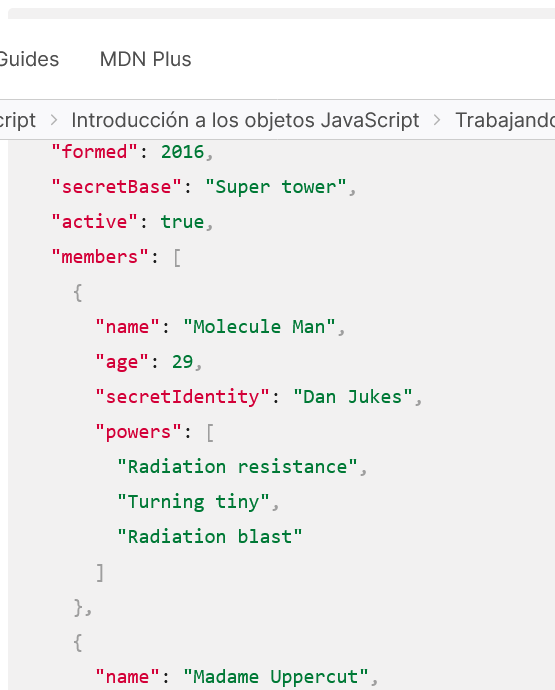 Guides MDN Plus
cript > Introducción a los objetos JavaScript > Trabajando
"formed": 2016,
"secretBase": "Super tower",
"active": true,
"members": [
{
"name": "Molecule Man",
"age": 29,
"secretIdentity": "Dan Jukes",
"powers": [
"Radiation resistance",
"Turning tiny",
"Radiation blast"
]
},
{
"name": "Madame Uppercut",